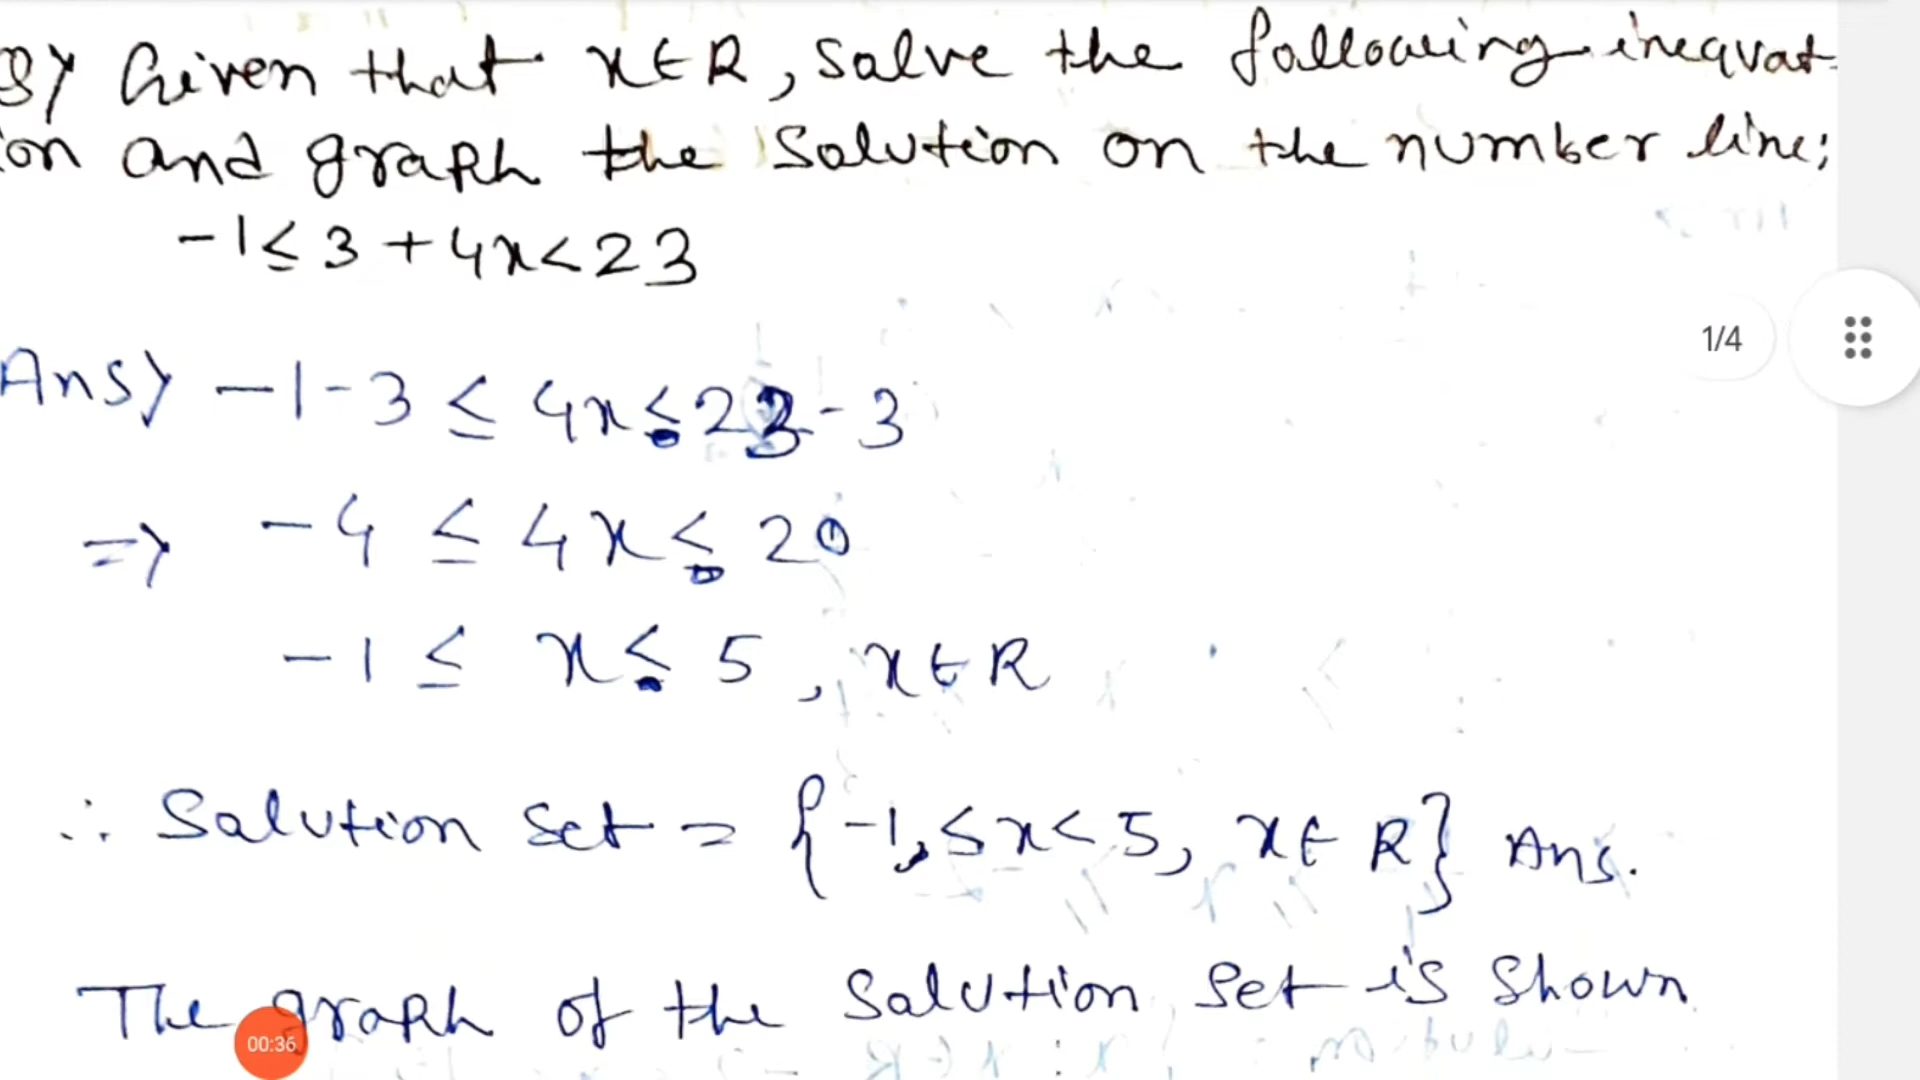 8) Given that x∈R, solve the following inequat-
ion and graph the Solution on the number line;
-1≤3+4x<23
1/4
Ans) -1-3 ≤ 4x≤23-3
=> -4 ≤ 4x≤ 20
-1 ≤ x≤ 5, x∈R
∴ Solution Set = {-1,≤x<5, x∈R} Ans.
The graph of the Solution Set is Shown
00:36